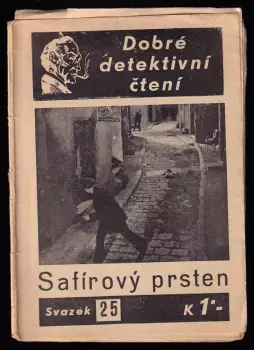 Dobré
detektivní
čtení
Safírový prsten
Svazek 25 K 1·-